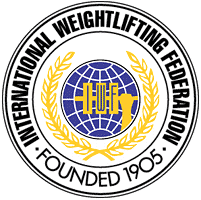 INTERNATIONAL WEIGHTLIFTING FEDERATION
IWF
· FOUNDED 1905 ·